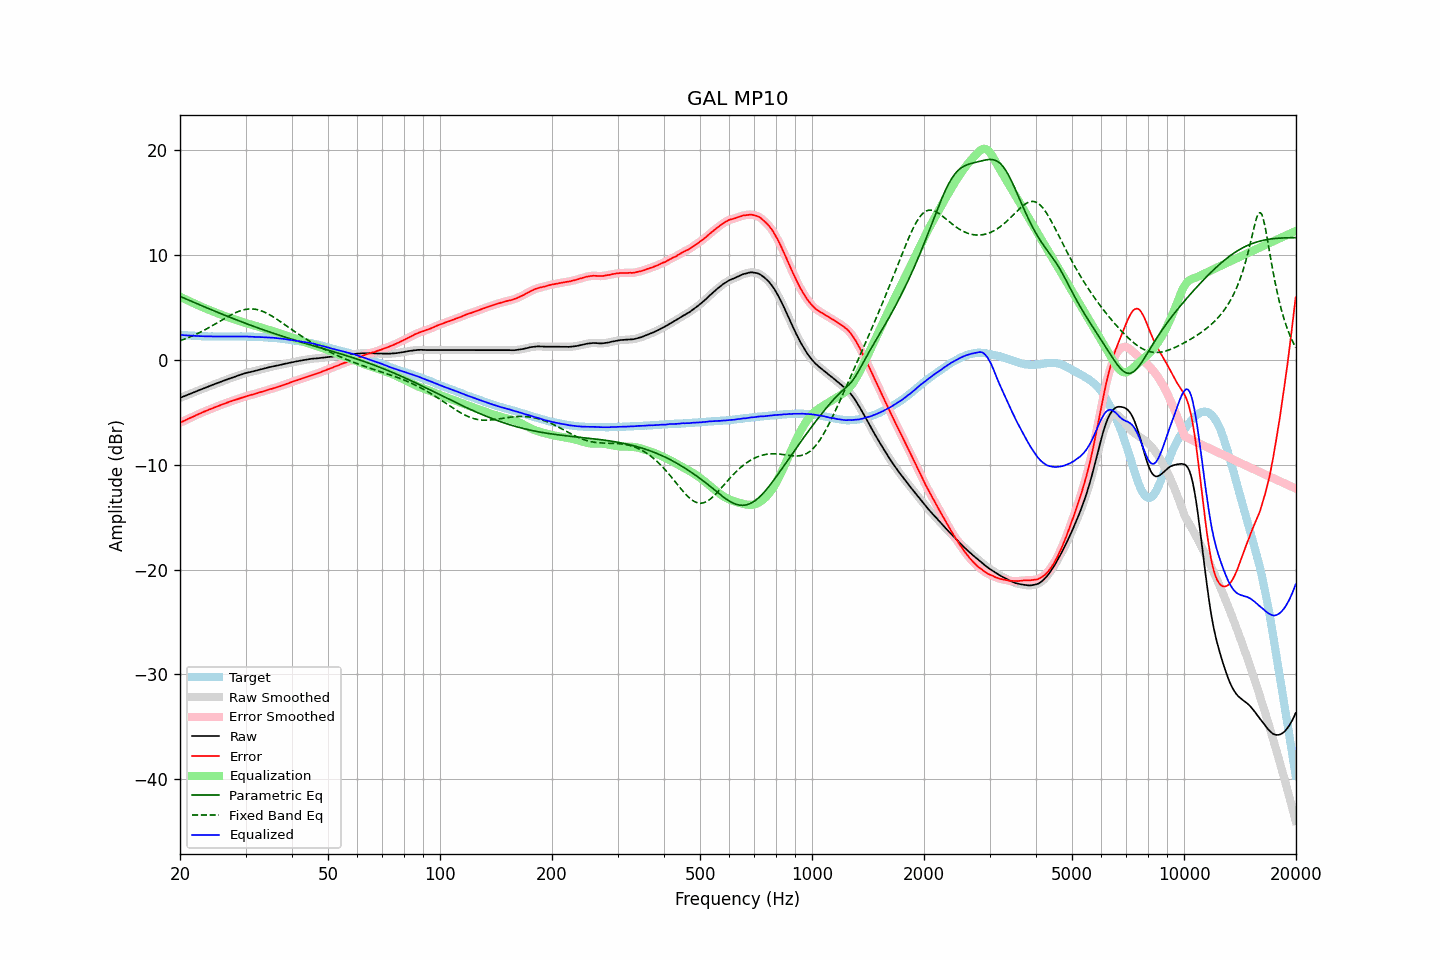 GAL MP10
Amplitude (dBr)
20
10
0
−10
−20
−30
−40
Target
Raw Smoothed
Error Smoothed
Raw
Error
Equalization
Parametric Eq
Fixed Band Eq
Equalized
20 50 100 200 500 1000 2000 5000 10000 20000
Frequency (Hz)